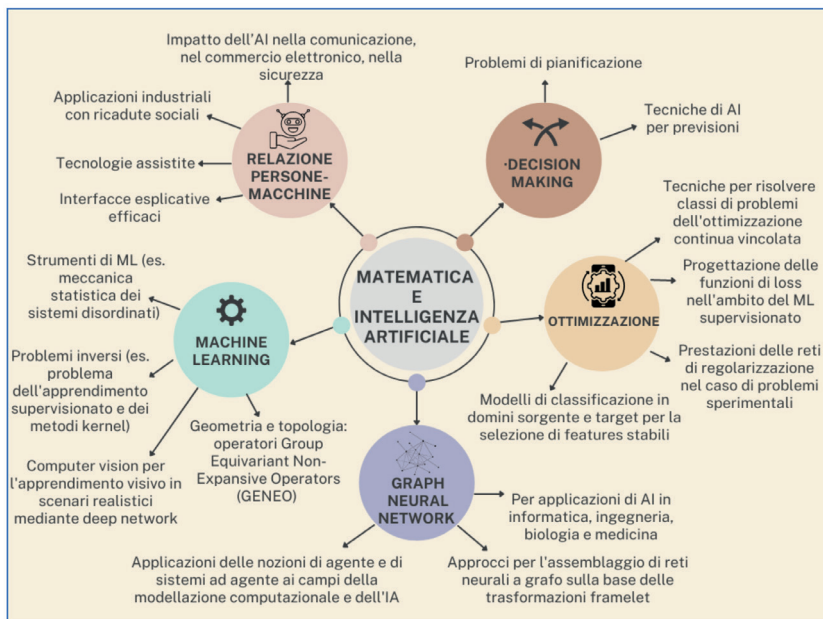 Impatto dell'AI nella comunicazione,
nel commercio elettronico, nella
sicurezza
Applicazioni industriali
con ricadute sociali
Tecnologie assistite
Interfacce esplicative
efficaci
RELAZIONE
PERSONE-
MACCHINE
Problemi di pianificazione
Tecniche di AI
per previsioni
·DECISION
MAKING
MATEMATICA
E
INTELLIGENZA
ARTIFICIALE
Tecniche per risolvere
classi di problemi
dell'ottimizzazione
continua vincolata
Progettazione delle
funzioni di loss
nell'ambito del ML
supervisionato
Prestazioni delle reti
di regolarizzazione
nel caso di problemi
sperimentali
OTTIMIZZAZIONE
Modelli di classificazione in
domini sorgente e target per la
selezione di features stabili
Strumenti di ML (es.
meccanica
statistica dei
sistemi disordinati)
MACHINE
LEARNING
Problemi inversi (es.
problema
dell'apprendimento
supervisionato e dei
metodi kernel)
Computer vision per
l'apprendimento visivo in
scenari realistici
mediante deep network
Geometria e topologia:
operatori Group
Equivariant Non-
Expansive Operators
(GENEO)
GRAPH
NEURAL
NETWORK
Per applicazioni di AI in
informatica, ingegneria,
biologia e medicina
Applicazioni delle nozioni di agente e di
sistemi ad agente ai campi della
modellazione computazionale e dell'IA
Approcci per l'assemblaggio di reti
neurali a grafo sulla base delle
trasformazioni framelet